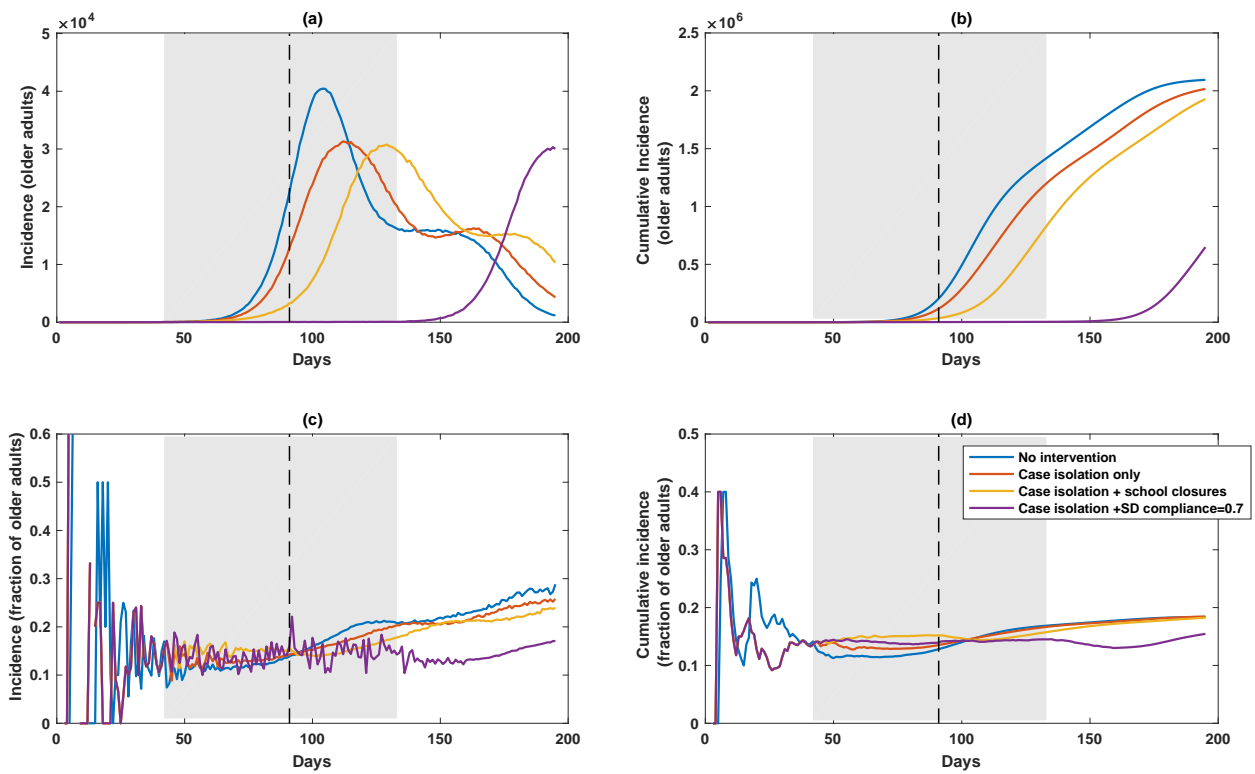 (a)
×10^4
5
4
3
2
1
0
0
50
100
150
200
Days
Incidence (older adults)
(b)
×10^6
2.5
2
1.5
1
0.5
0
0
50
100
150
200
Days
Cumulative Incidence
(older adults)
(c)
0.6
0.5
0.4
0.3
0.2
0.1
0
0
50
100
150
200
Days
Incidence (fraction of older adults)
(d)
0.5
0.4
0.3
0.2
0.1
0
0
50
100
150
200
Days
Cumulative incidence
(fraction of older adults)
No intervention
Case isolation only
Case isolation + school closures
Case isolation +SD compliance=0.7